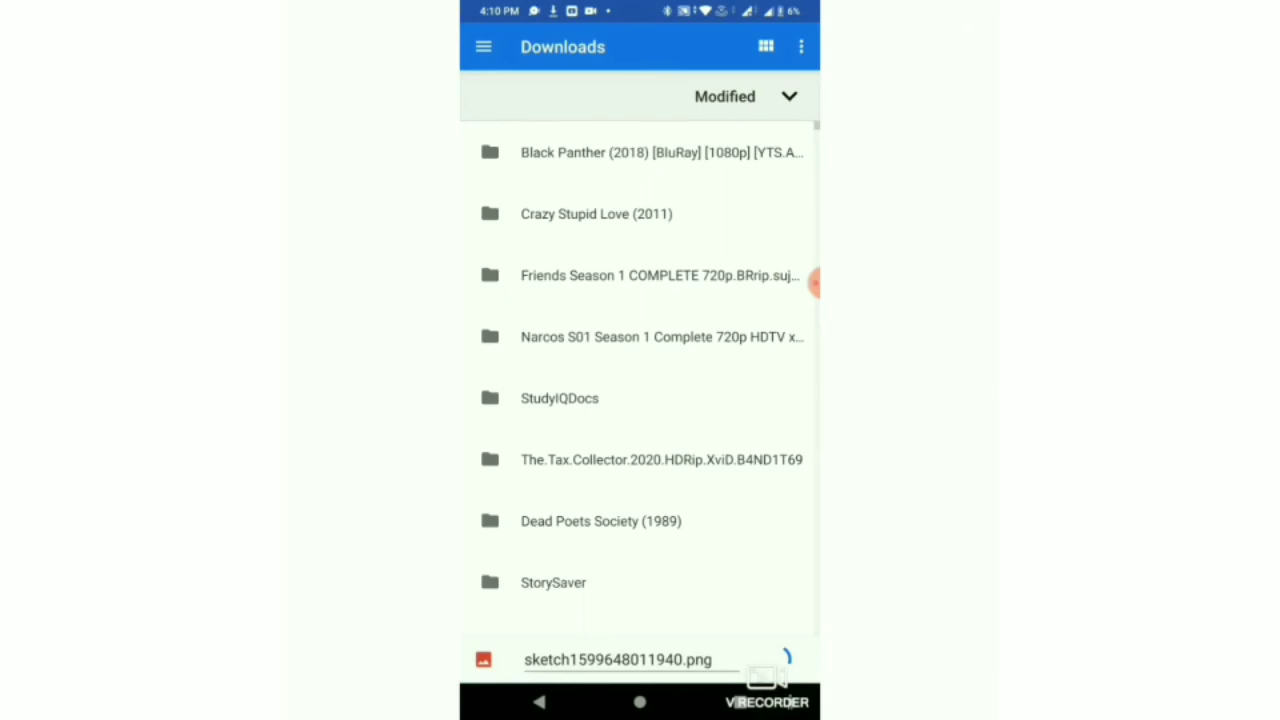 4:10 PM
6%
Downloads
Modified
Black Panther (2018) [BluRay] [1080p] [YTS.A...
Crazy Stupid Love (2011)
Friends Season 1 COMPLETE 720p.BRrip.suj...
Narcos S01 Season 1 Complete 720p HDTV x...
StudyIQDocs
The.Tax.Collector.2020.HDRip.XviD.B4ND1T69
Dead Poets Society (1989)
StorySaver
sketch1599648011940.png
V RECORDER